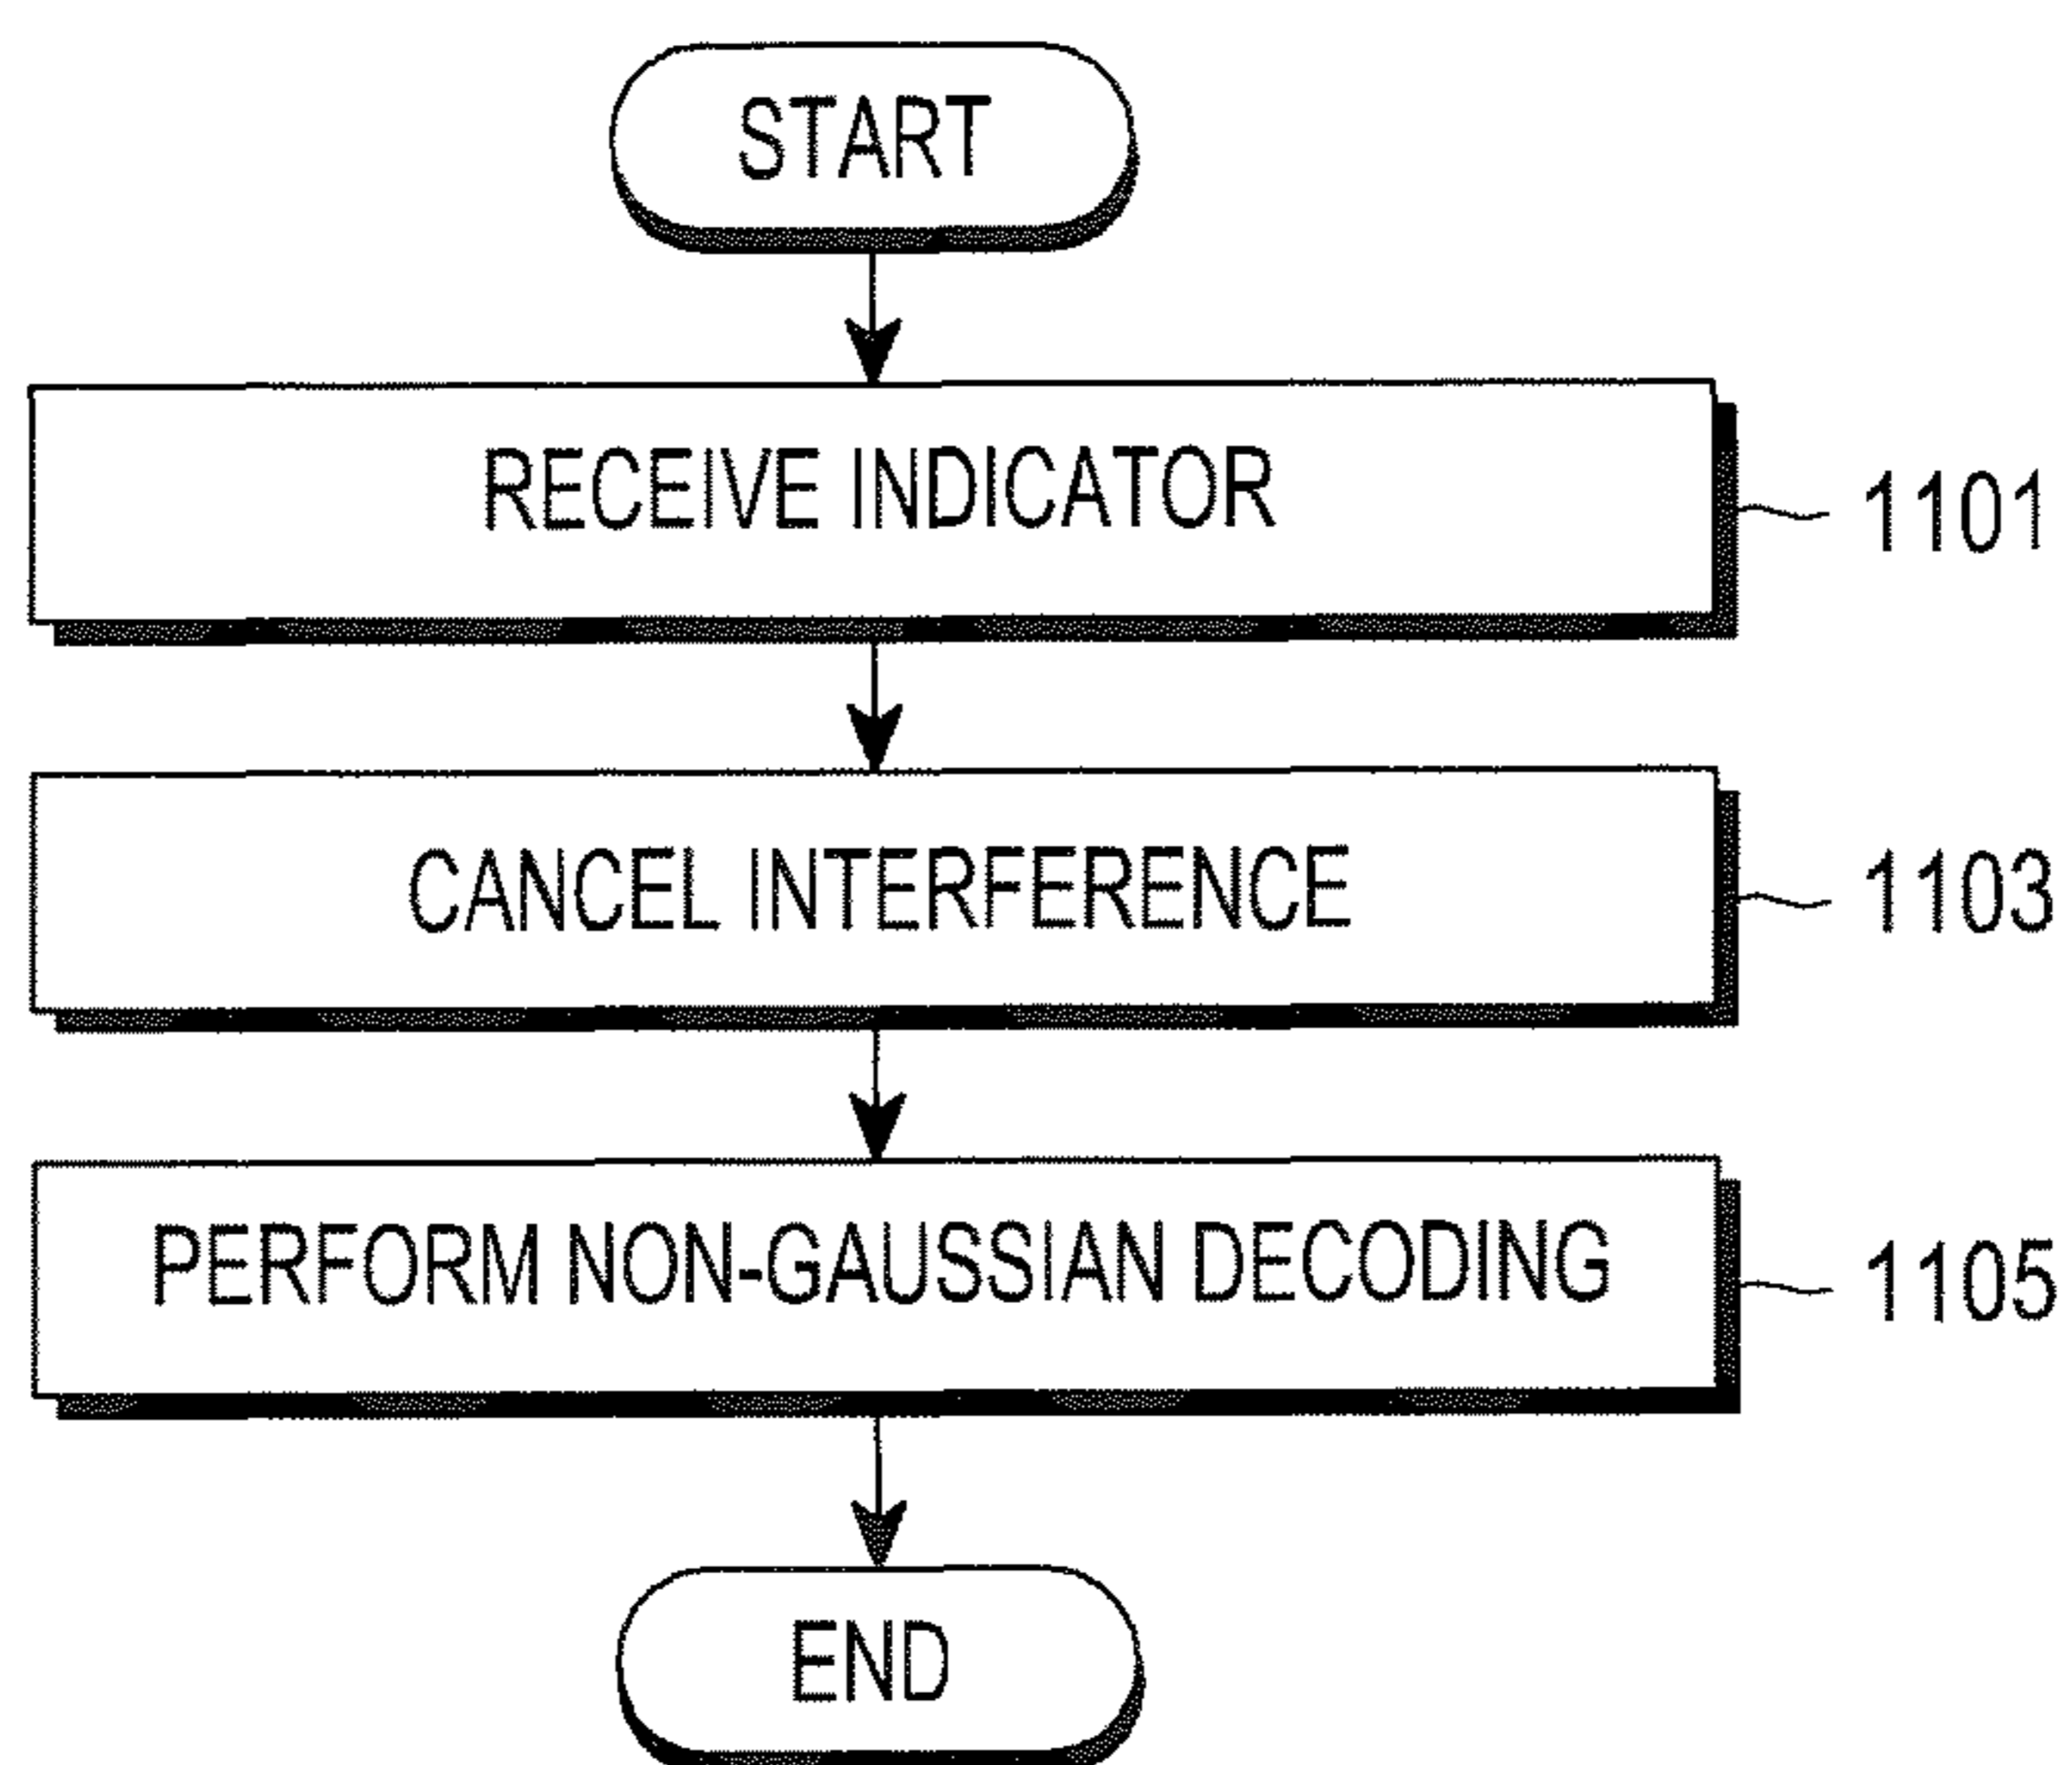 START
RECEIVE INDICATOR
1101
CANCEL INTERFERENCE
1103
PERFORM NON-GAUSSIAN DECODING
1105
END